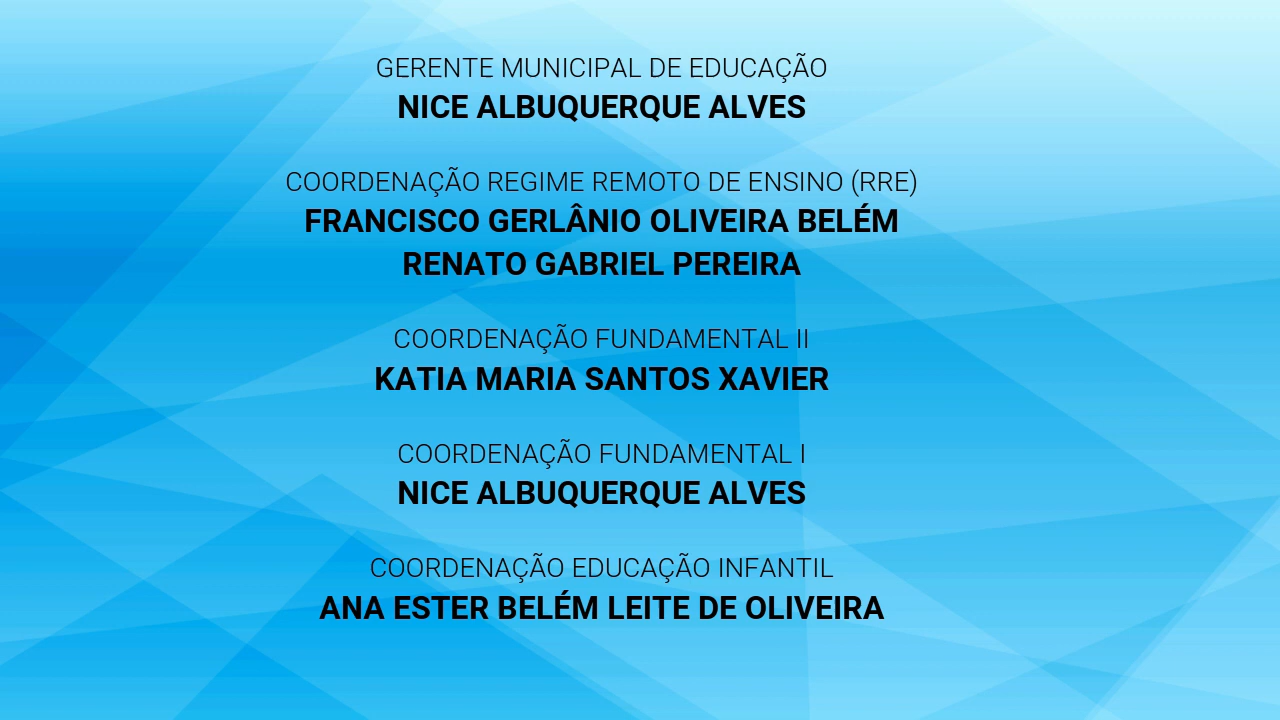 GERENTE MUNICIPAL DE EDUCAÇÃO
NICE ALBUQUERQUE ALVES
COORDENAÇÃO REGIME REMOTO DE ENSINO (RRE)
FRANCISCO GERLÂNIO OLIVEIRA BELÉM
RENATO GABRIEL PEREIRA
COORDENAÇÃO FUNDAMENTAL II
KATIA MARIA SANTOS XAVIER
COORDENAÇÃO FUNDAMENTAL I
NICE ALBUQUERQUE ALVES
COORDENAÇÃO EDUCAÇÃO INFANTIL
ANA ESTER BELÉM LEITE DE OLIVEIRA